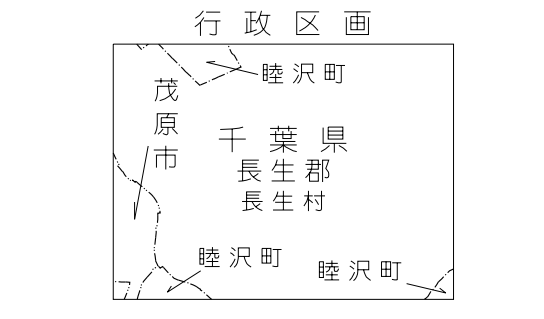 行政区画
睦沢町
茂原市
千葉県
長生郡
長生村
睦沢町
睦沢町